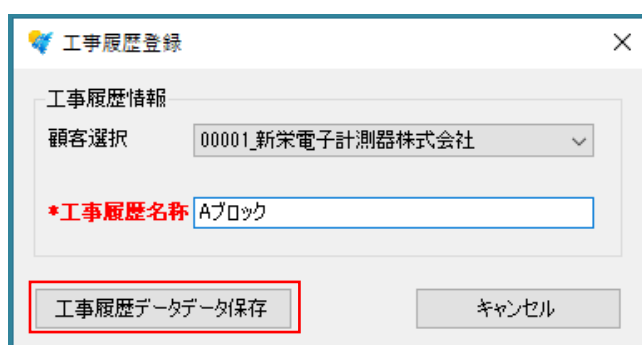 工事履歴登録
工事履歴情報
顧客選択 00001_新栄電子計測器株式会社
*工事履歴名称 Aブロック
工事履歴データデータ保存 キャンセル